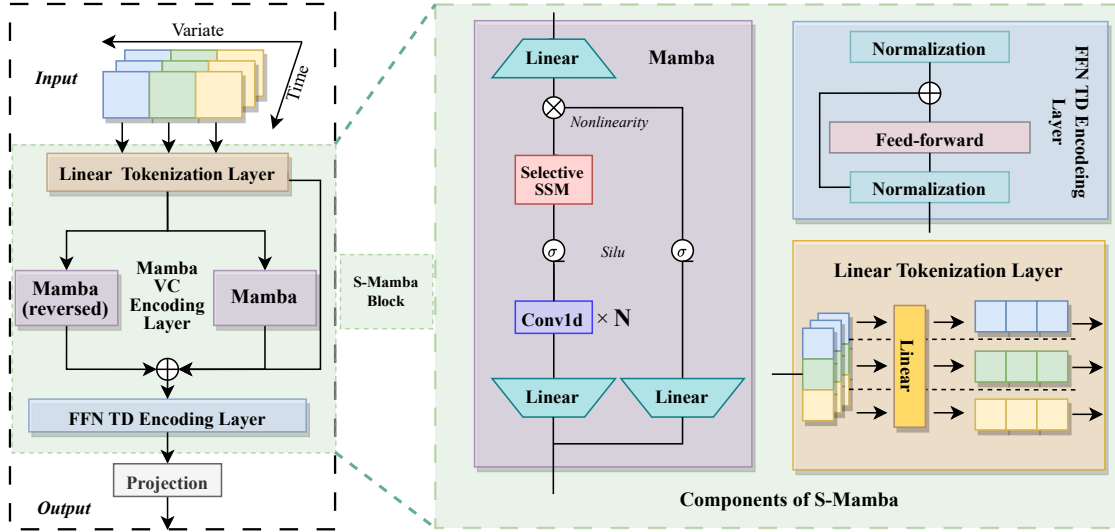 Variate
Input
Time
Linear Tokenization Layer
Mamba
(reversed)
Mamba
VC
Encoding
Layer
Mamba
FFN TD Encoding Layer
Projection
Output
S-Mamba
Block
Linear
Mamba
Nonlinearity
Selective
SSM
σ
Silu
σ
Conv1d × N
Linear
Linear
Normalization
Feed-forward
Normalization
FFN TD Encodeing
Layer
Linear Tokenization Layer
Linear
Components of S-Mamba